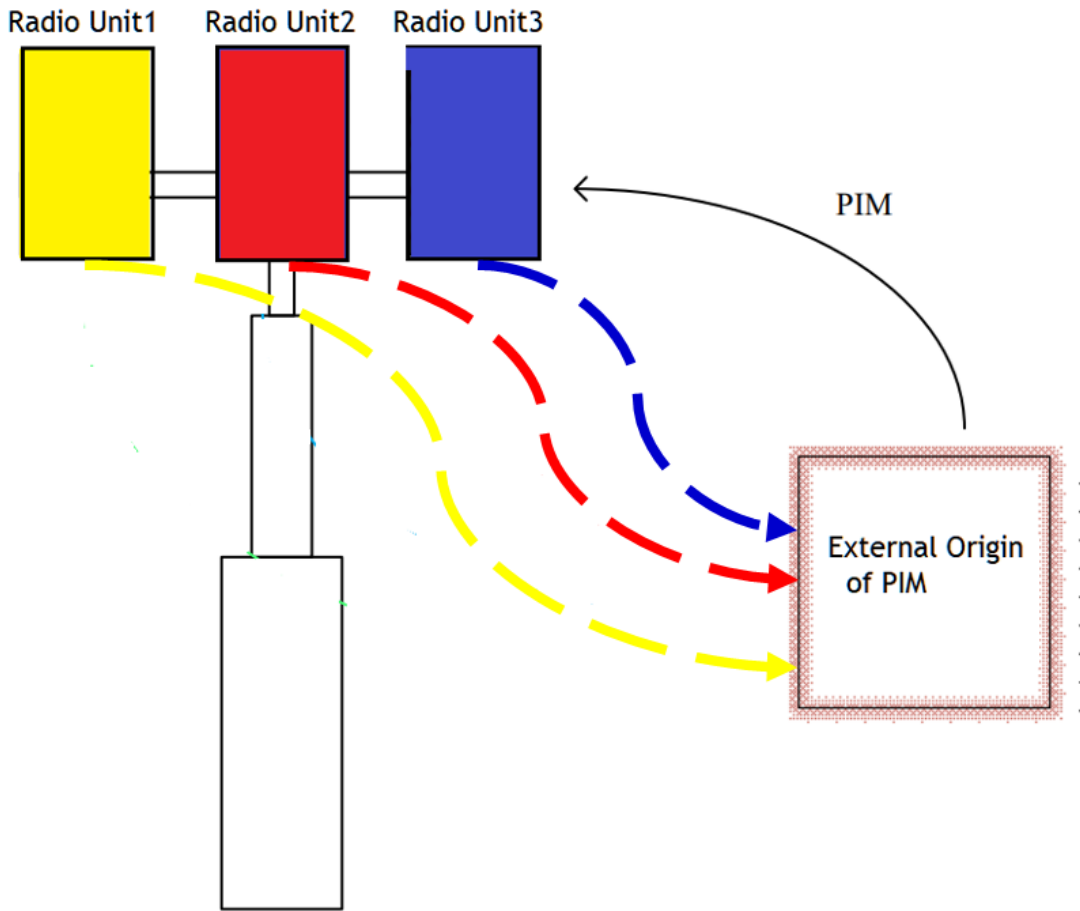 Radio Unit1
Radio Unit2
Radio Unit3
PIM
External Origin
of PIM